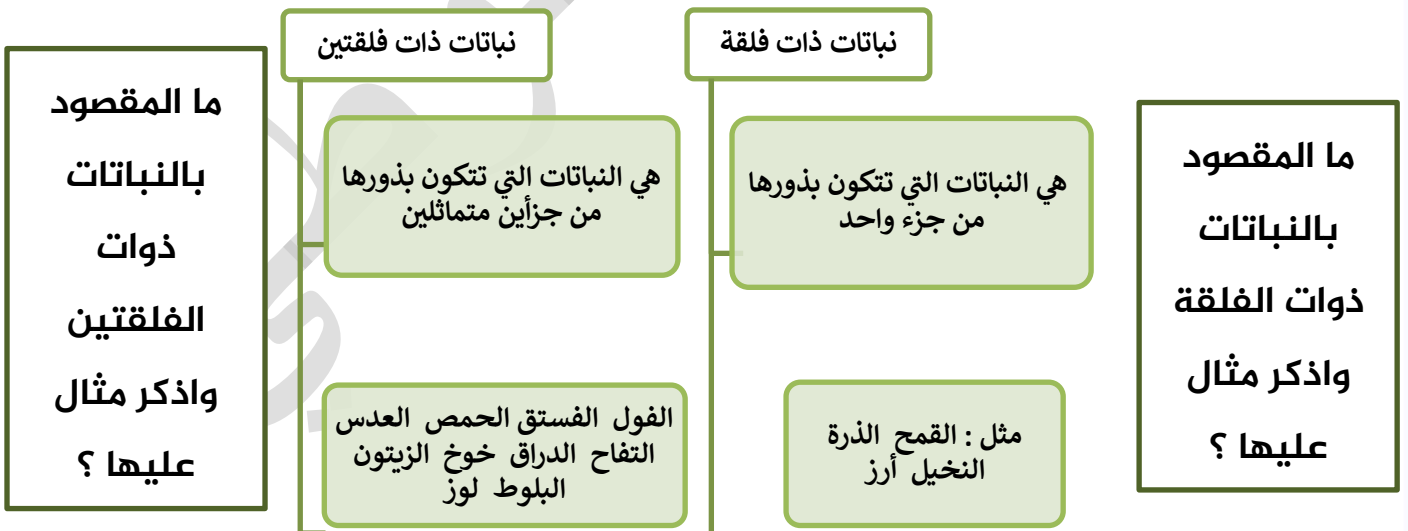 نباتات ذات فلقة
نباتات ذات فلقتين
ما المقصود
بالنباتات
ذوات الفلقة
واذكر مثال
عليها ؟
هي النباتات التي تتكون بذورها
من جزء واحد
مثل : القمح الذرة
النخيل أرز
هي النباتات التي تتكون بذورها
من جزأين متماثلين
الفول الفستق الحمص العدس
التفاح الدراق خوخ الزيتون
البلوط لوز
ما المقصود
بالنباتات
ذوات
الفلقتين
واذكر مثال
عليها ؟